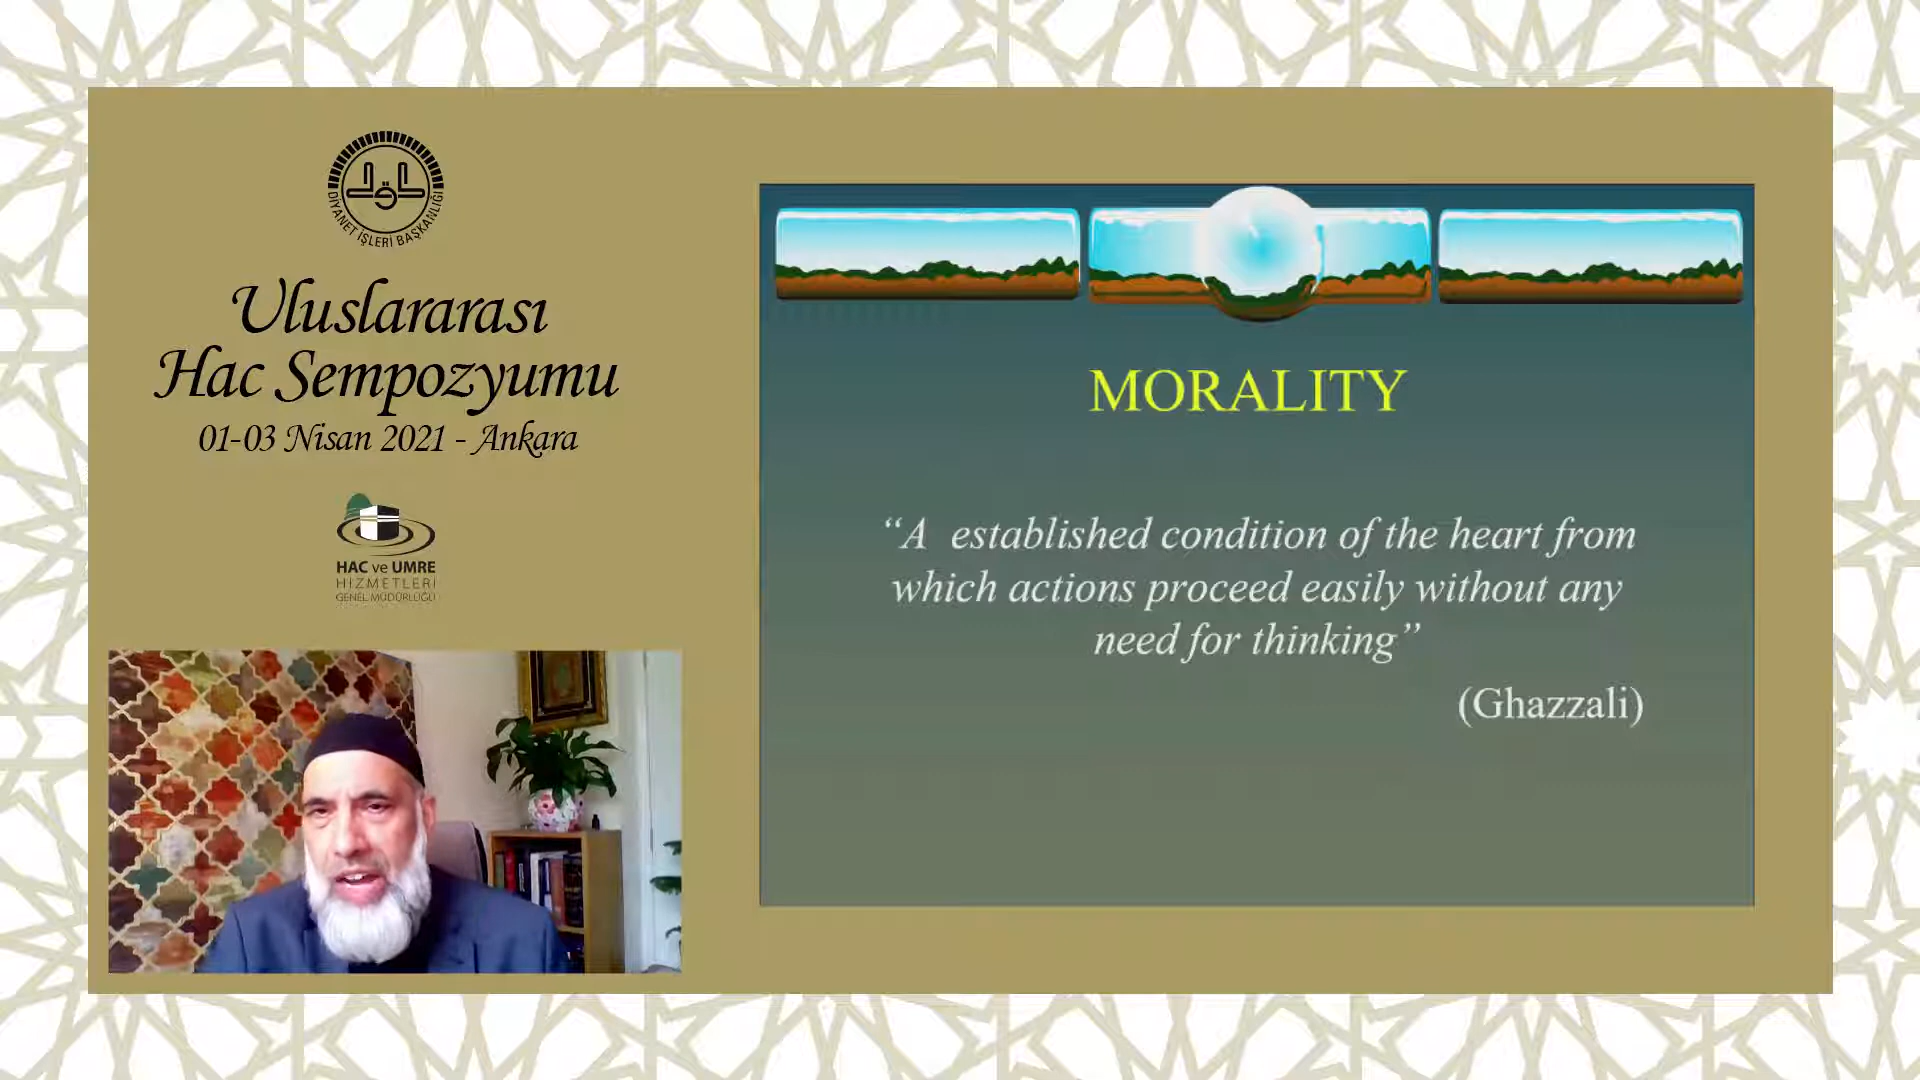 DİYANET İŞLERİ BAŞKANLIĞI
Uluslararası
Hac Sempozyumu
01-03 Nisan 2021 - Ankara
HAC ve UMRE
HİZMETLERİ
GENEL MÜDÜRLÜĞÜ
MORALITY
“A established condition of the heart from
which actions proceed easily without any
need for thinking”
(Ghazzali)